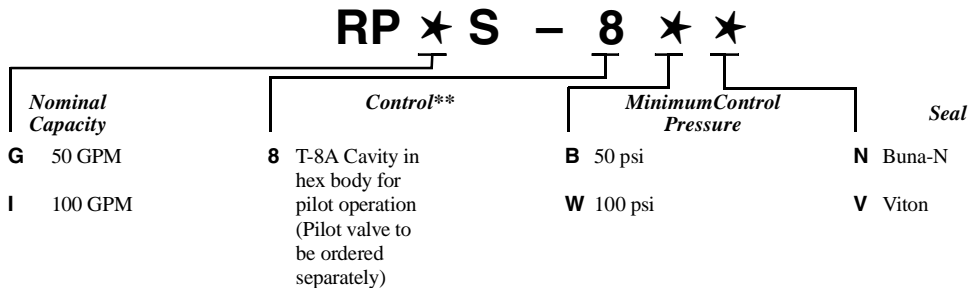 RP ✶ S – 8 ✶ ✶
Nominal
Capacity
G 50 GPM
I 100 GPM
Control**
8 T-8A Cavity in
hex body for
pilot operation
(Pilot valve to
be ordered
separately)
MinimumControl
Pressure
B 50 psi
W 100 psi
Seal
N Buna-N
V Viton